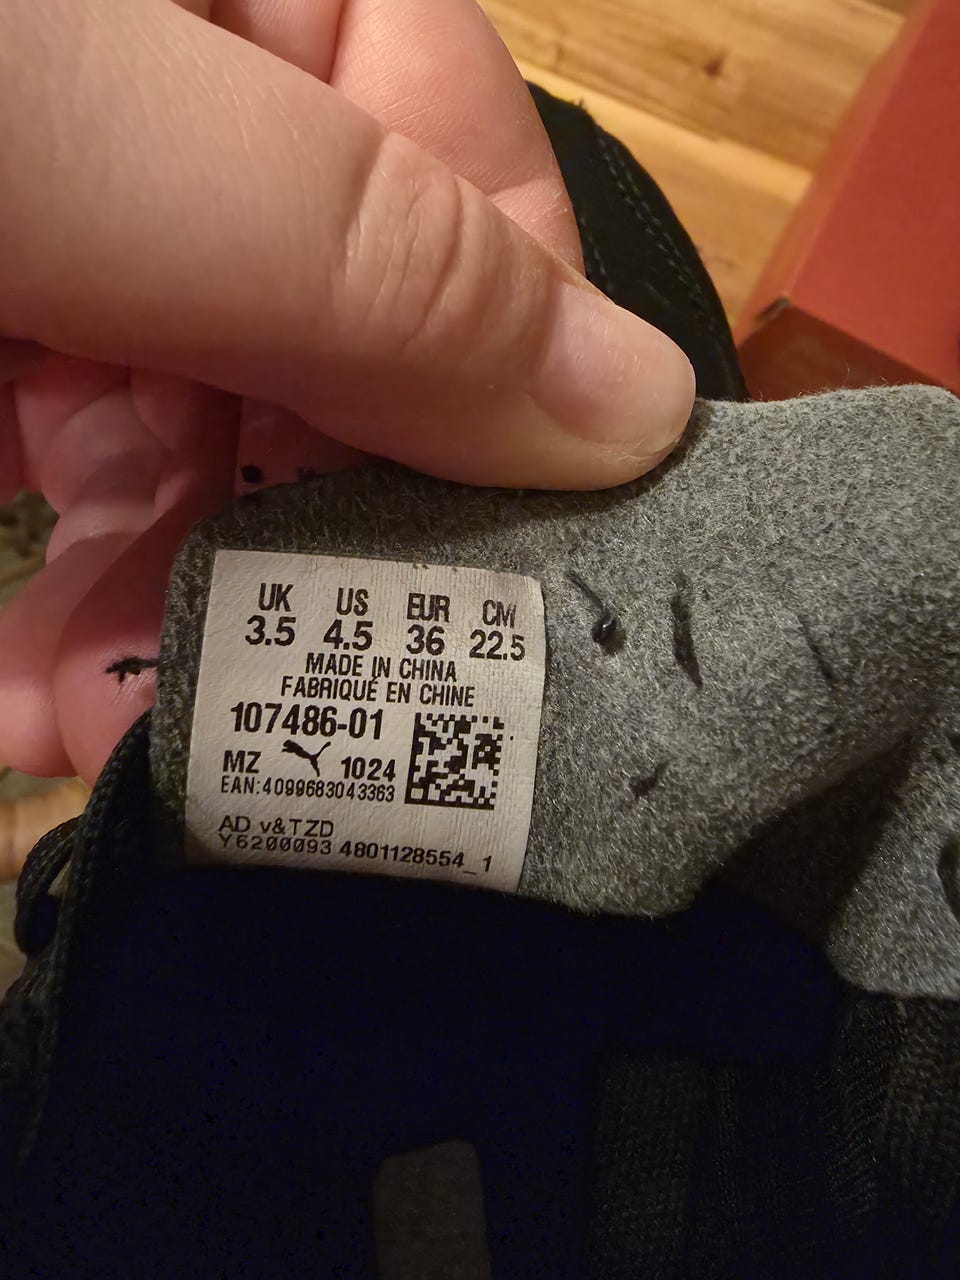 UK US EUR CM
3.5 4.5 36 22.5
MADE IN CHINA
FABRIQUÉ EN CHINE
107486-01
MZ 1024
EAN:4099683043363
AD v&TZD
Y6200093 4801128554_1